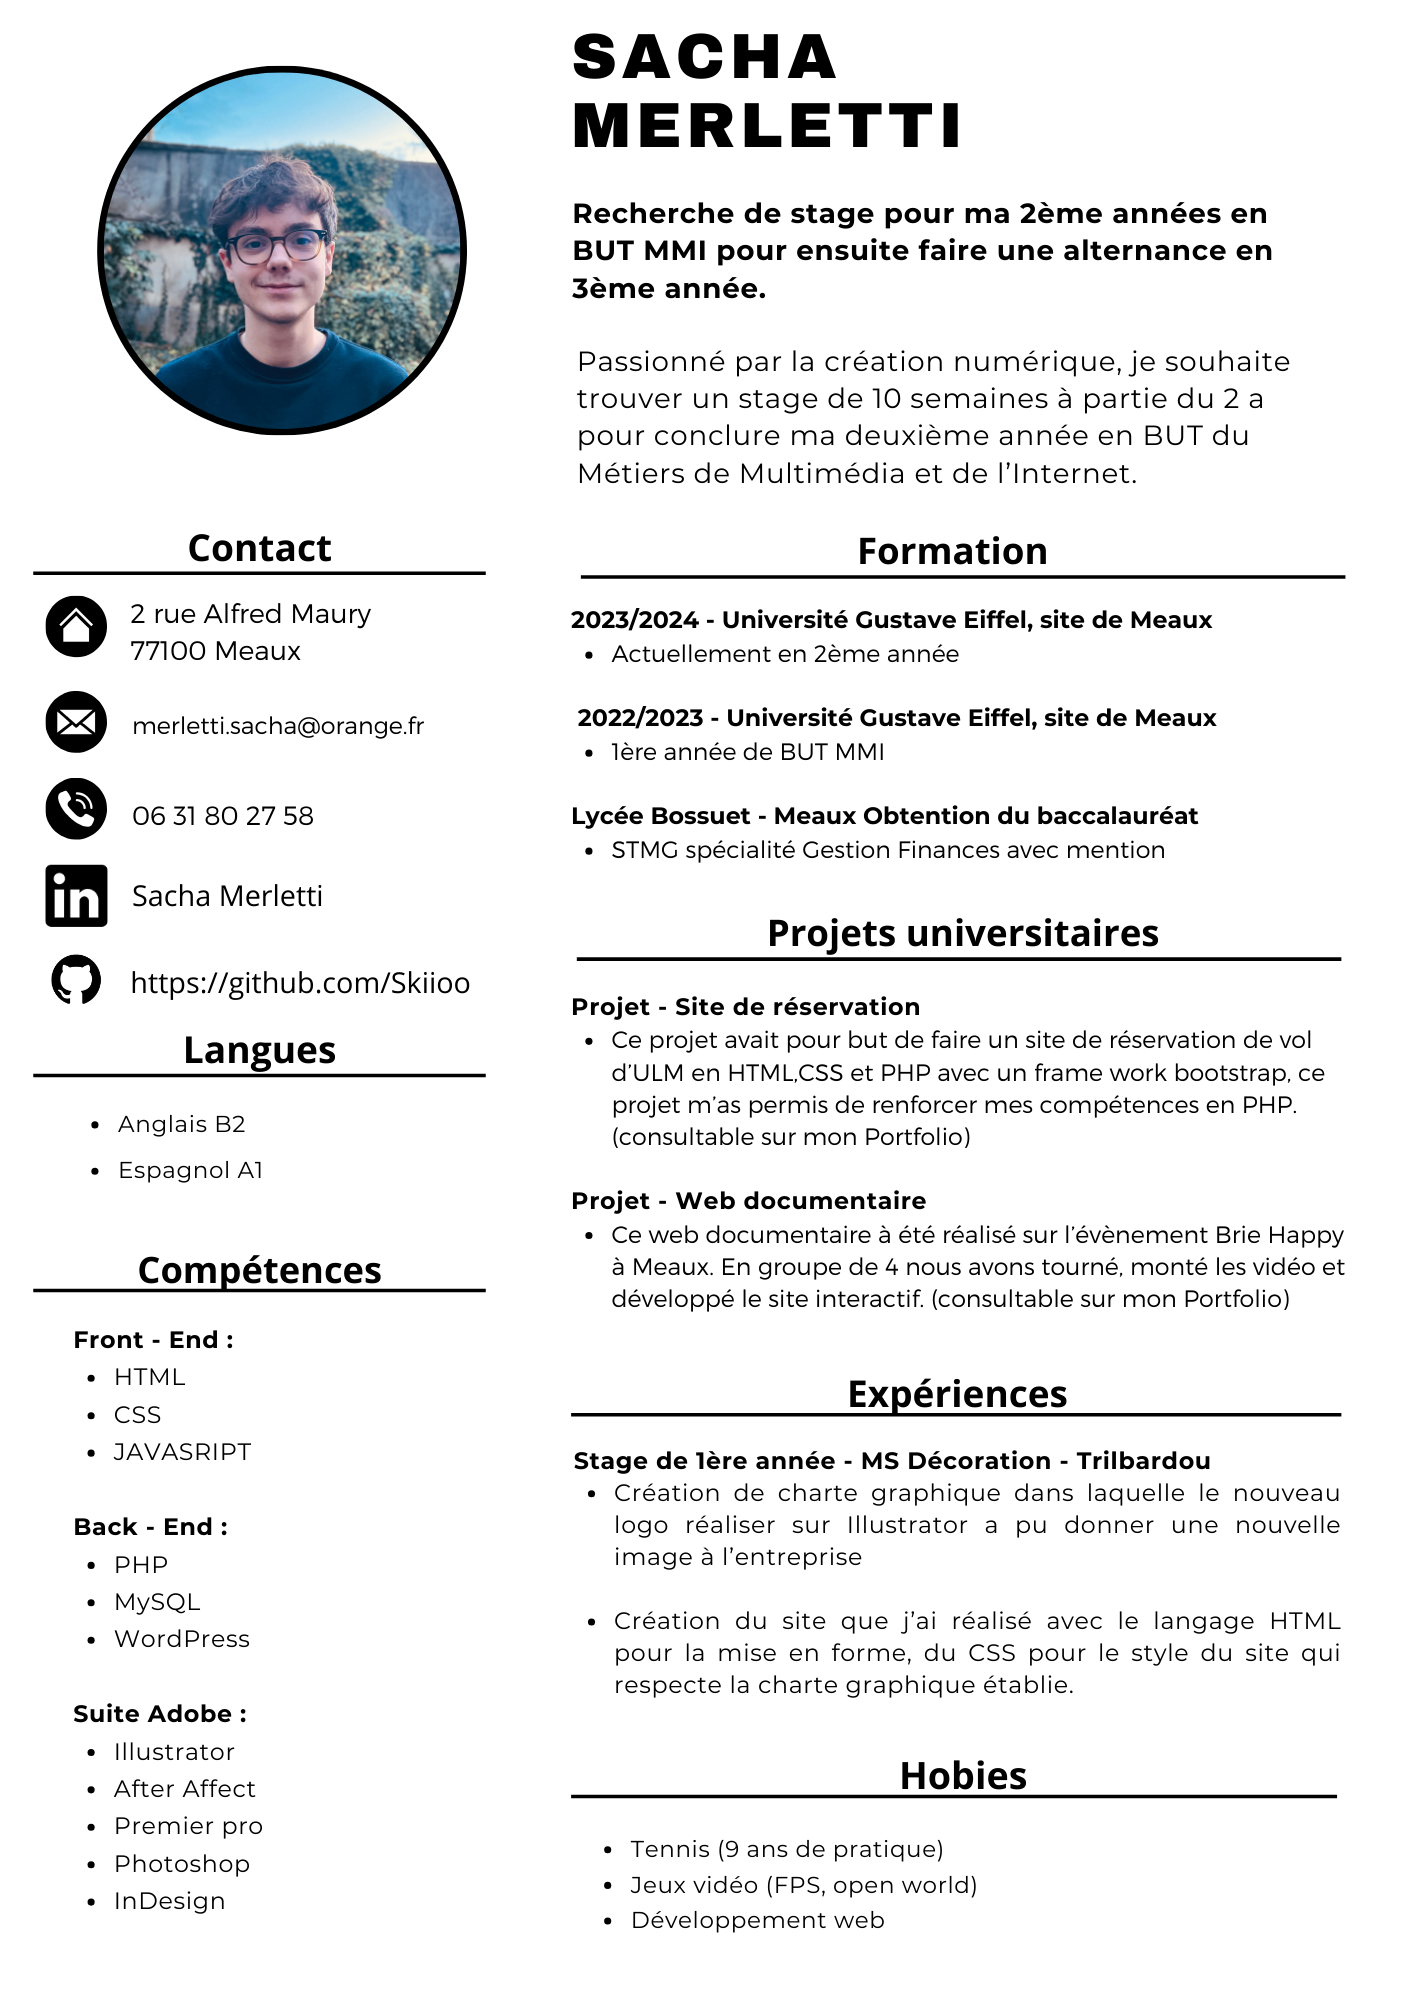 SACHA
MERLETTI
Recherche de stage pour ma 2ème années en
BUT MMI pour ensuite faire une alternance en
3ème année.
Passionné par la création numérique, je souhaite
trouver un stage de 10 semaines à partie du 2 a
pour conclure ma deuxième année en BUT du
Métiers de Multimédia et de l’Internet.
Contact
2 rue Alfred Maury
77100 Meaux
merletti.sacha@orange.fr
06 31 80 27 58
in
Sacha Merletti
https://github.com/Skiioo
Langues
• Anglais B2
• Espagnol A1
Compétences
Front - End :
• HTML
• CSS
• JAVASRIPT
Back - End :
• PHP
• MySQL
• WordPress
Suite Adobe :
• Illustrator
• After Affect
• Premier pro
• Photoshop
• InDesign
Formation
2023/2024 - Université Gustave Eiffel, site de Meaux
• Actuellement en 2ème année
2022/2023 - Université Gustave Eiffel, site de Meaux
• 1ère année de BUT MMI
Lycée Bossuet - Meaux Obtention du baccalauréat
• STMG spécialité Gestion Finances avec mention
Projets universitaires
Projet - Site de réservation
• Ce projet avait pour but de faire un site de réservation de vol
d’ULM en HTML,CSS et PHP avec un frame work bootstrap, ce
projet m’as permis de renforcer mes compétences en PHP.
(consultable sur mon Portfolio)
Projet - Web documentaire
• Ce web documentaire à été réalisé sur l’évènement Brie Happy
à Meaux. En groupe de 4 nous avons tourné, monté les vidéo et
développé le site interactif. (consultable sur mon Portfolio)
Expériences
Stage de 1ère année - MS Décoration - Trilbardou
• Création de charte graphique dans laquelle le nouveau
logo réaliser sur Illustrator a pu donner une nouvelle
image à l’entreprise
• Création du site que j’ai réalisé avec le langage HTML
pour la mise en forme, du CSS pour le style du site qui
respecte la charte graphique établie.
Hobies
• Tennis (9 ans de pratique)
• Jeux vidéo (FPS, open world)
• Développement web